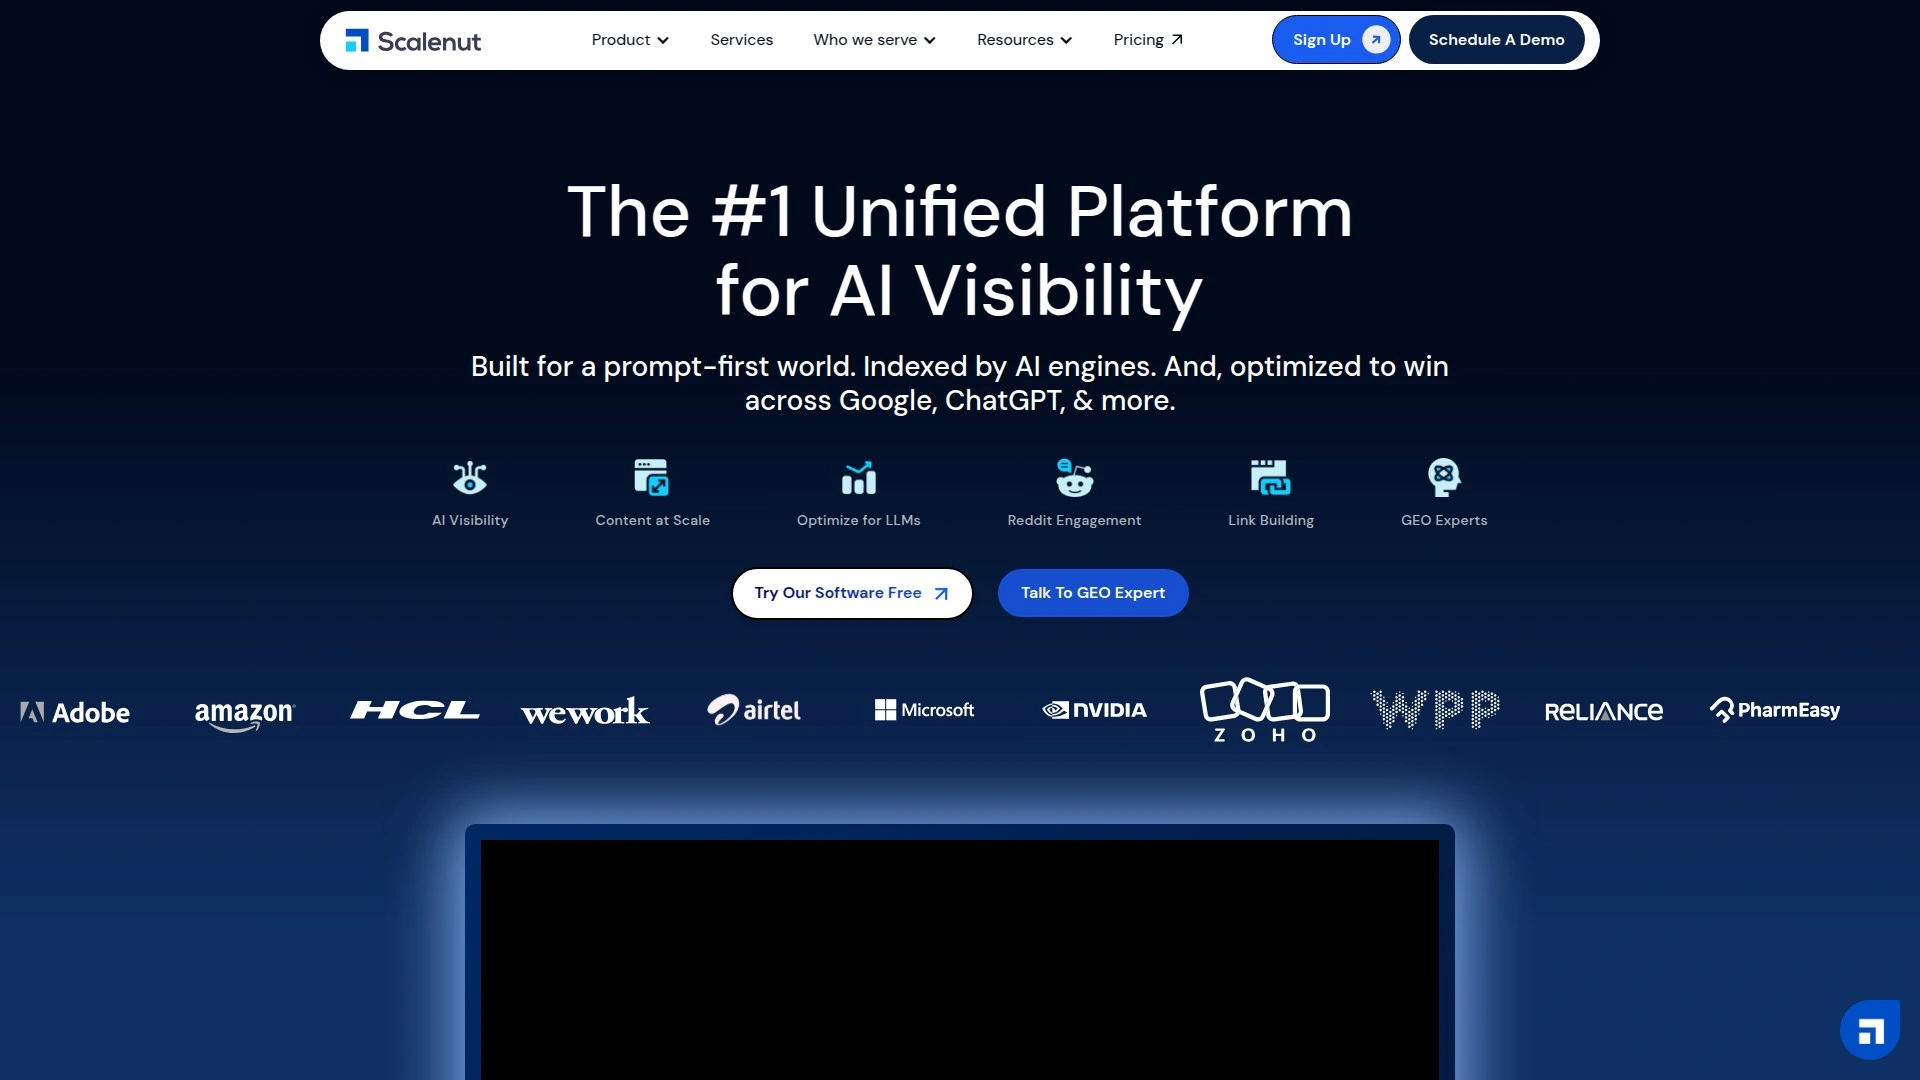 Scalenut
Product
Services
Who we serve
Resources
Pricing
Sign Up
Schedule A Demo
The #1 Unified Platform
for AI Visibility
Built for a prompt-first world. Indexed by AI engines. And, optimized to win
across Google, ChatGPT, & more.
AI Visibility
Content at Scale
Optimize for LLMs
Reddit Engagement
Link Building
GEO Experts
Try Our Software Free
Talk To GEO Expert
Adobe
amazon
HCL
wework
airtel
Microsoft
NVIDIA
ZOHO
WPP
RELIANCE
PharmEasy